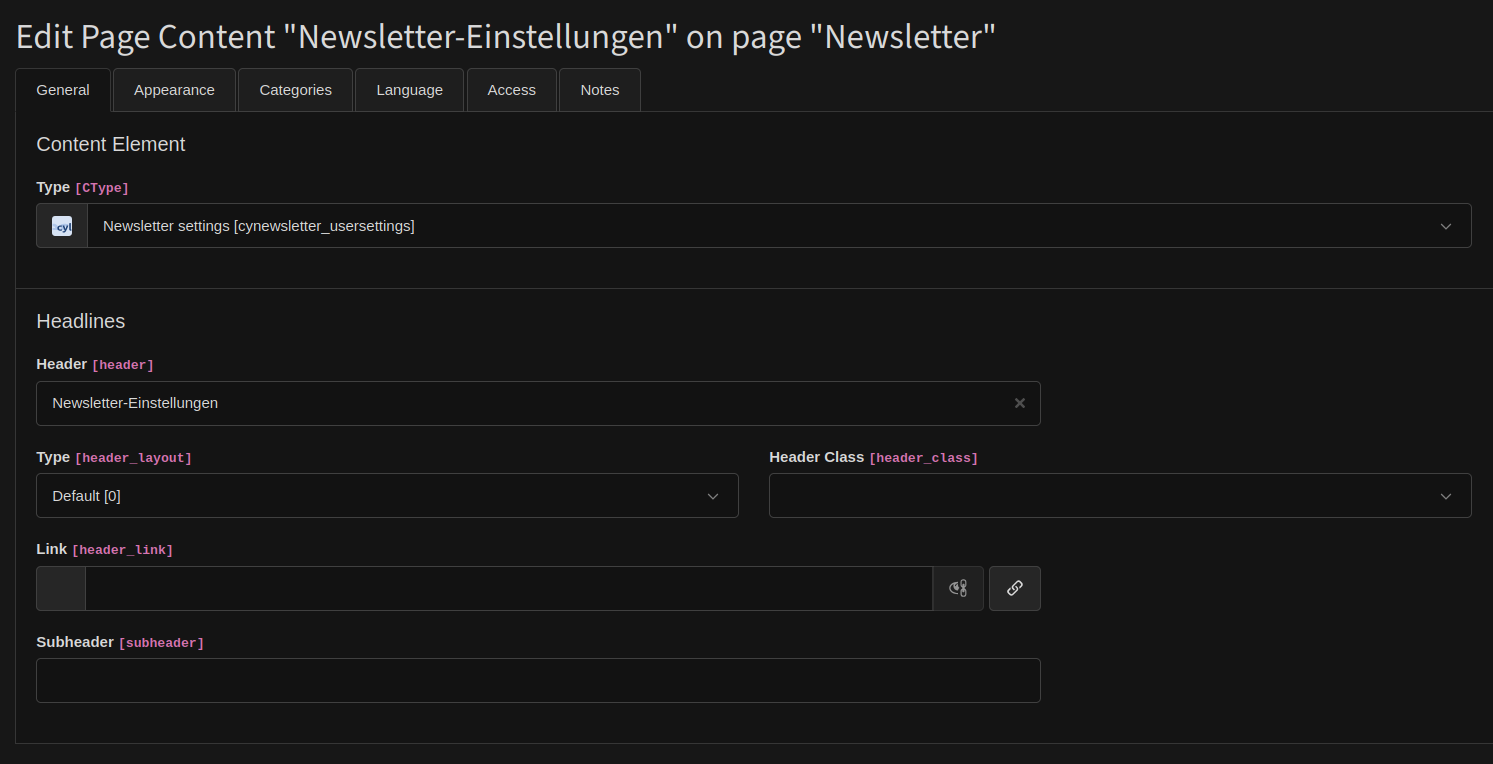 Edit Page Content "Newsletter-Einstellungen" on page "Newsletter"
General Appearance Categories Language Access Notes
Content Element
Type [CType]
cyl Newsletter settings [cynewsletter_usersettings]
Headlines
Header [header]
Newsletter-Einstellungen
Type [header_layout] Header Class [header_class]
Default [0]
Link [header_link]
Subheader [subheader]